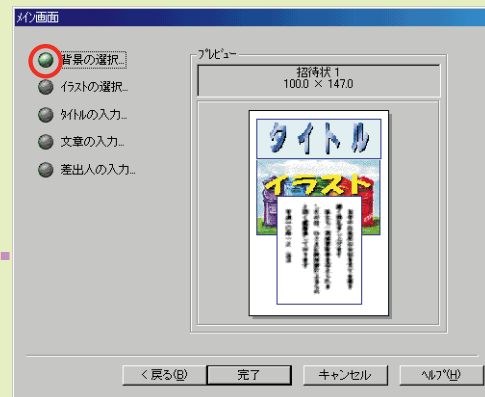 メイン画面
背景の選択...
イラストの選択...
タイトルの入力...
文章の入力...
差出人の入力...
プレビュー
招待状 1
100.0 × 147.0
タイトル
イラスト
< 戻る(B)
完了
キャンセル
ヘルプ(H)